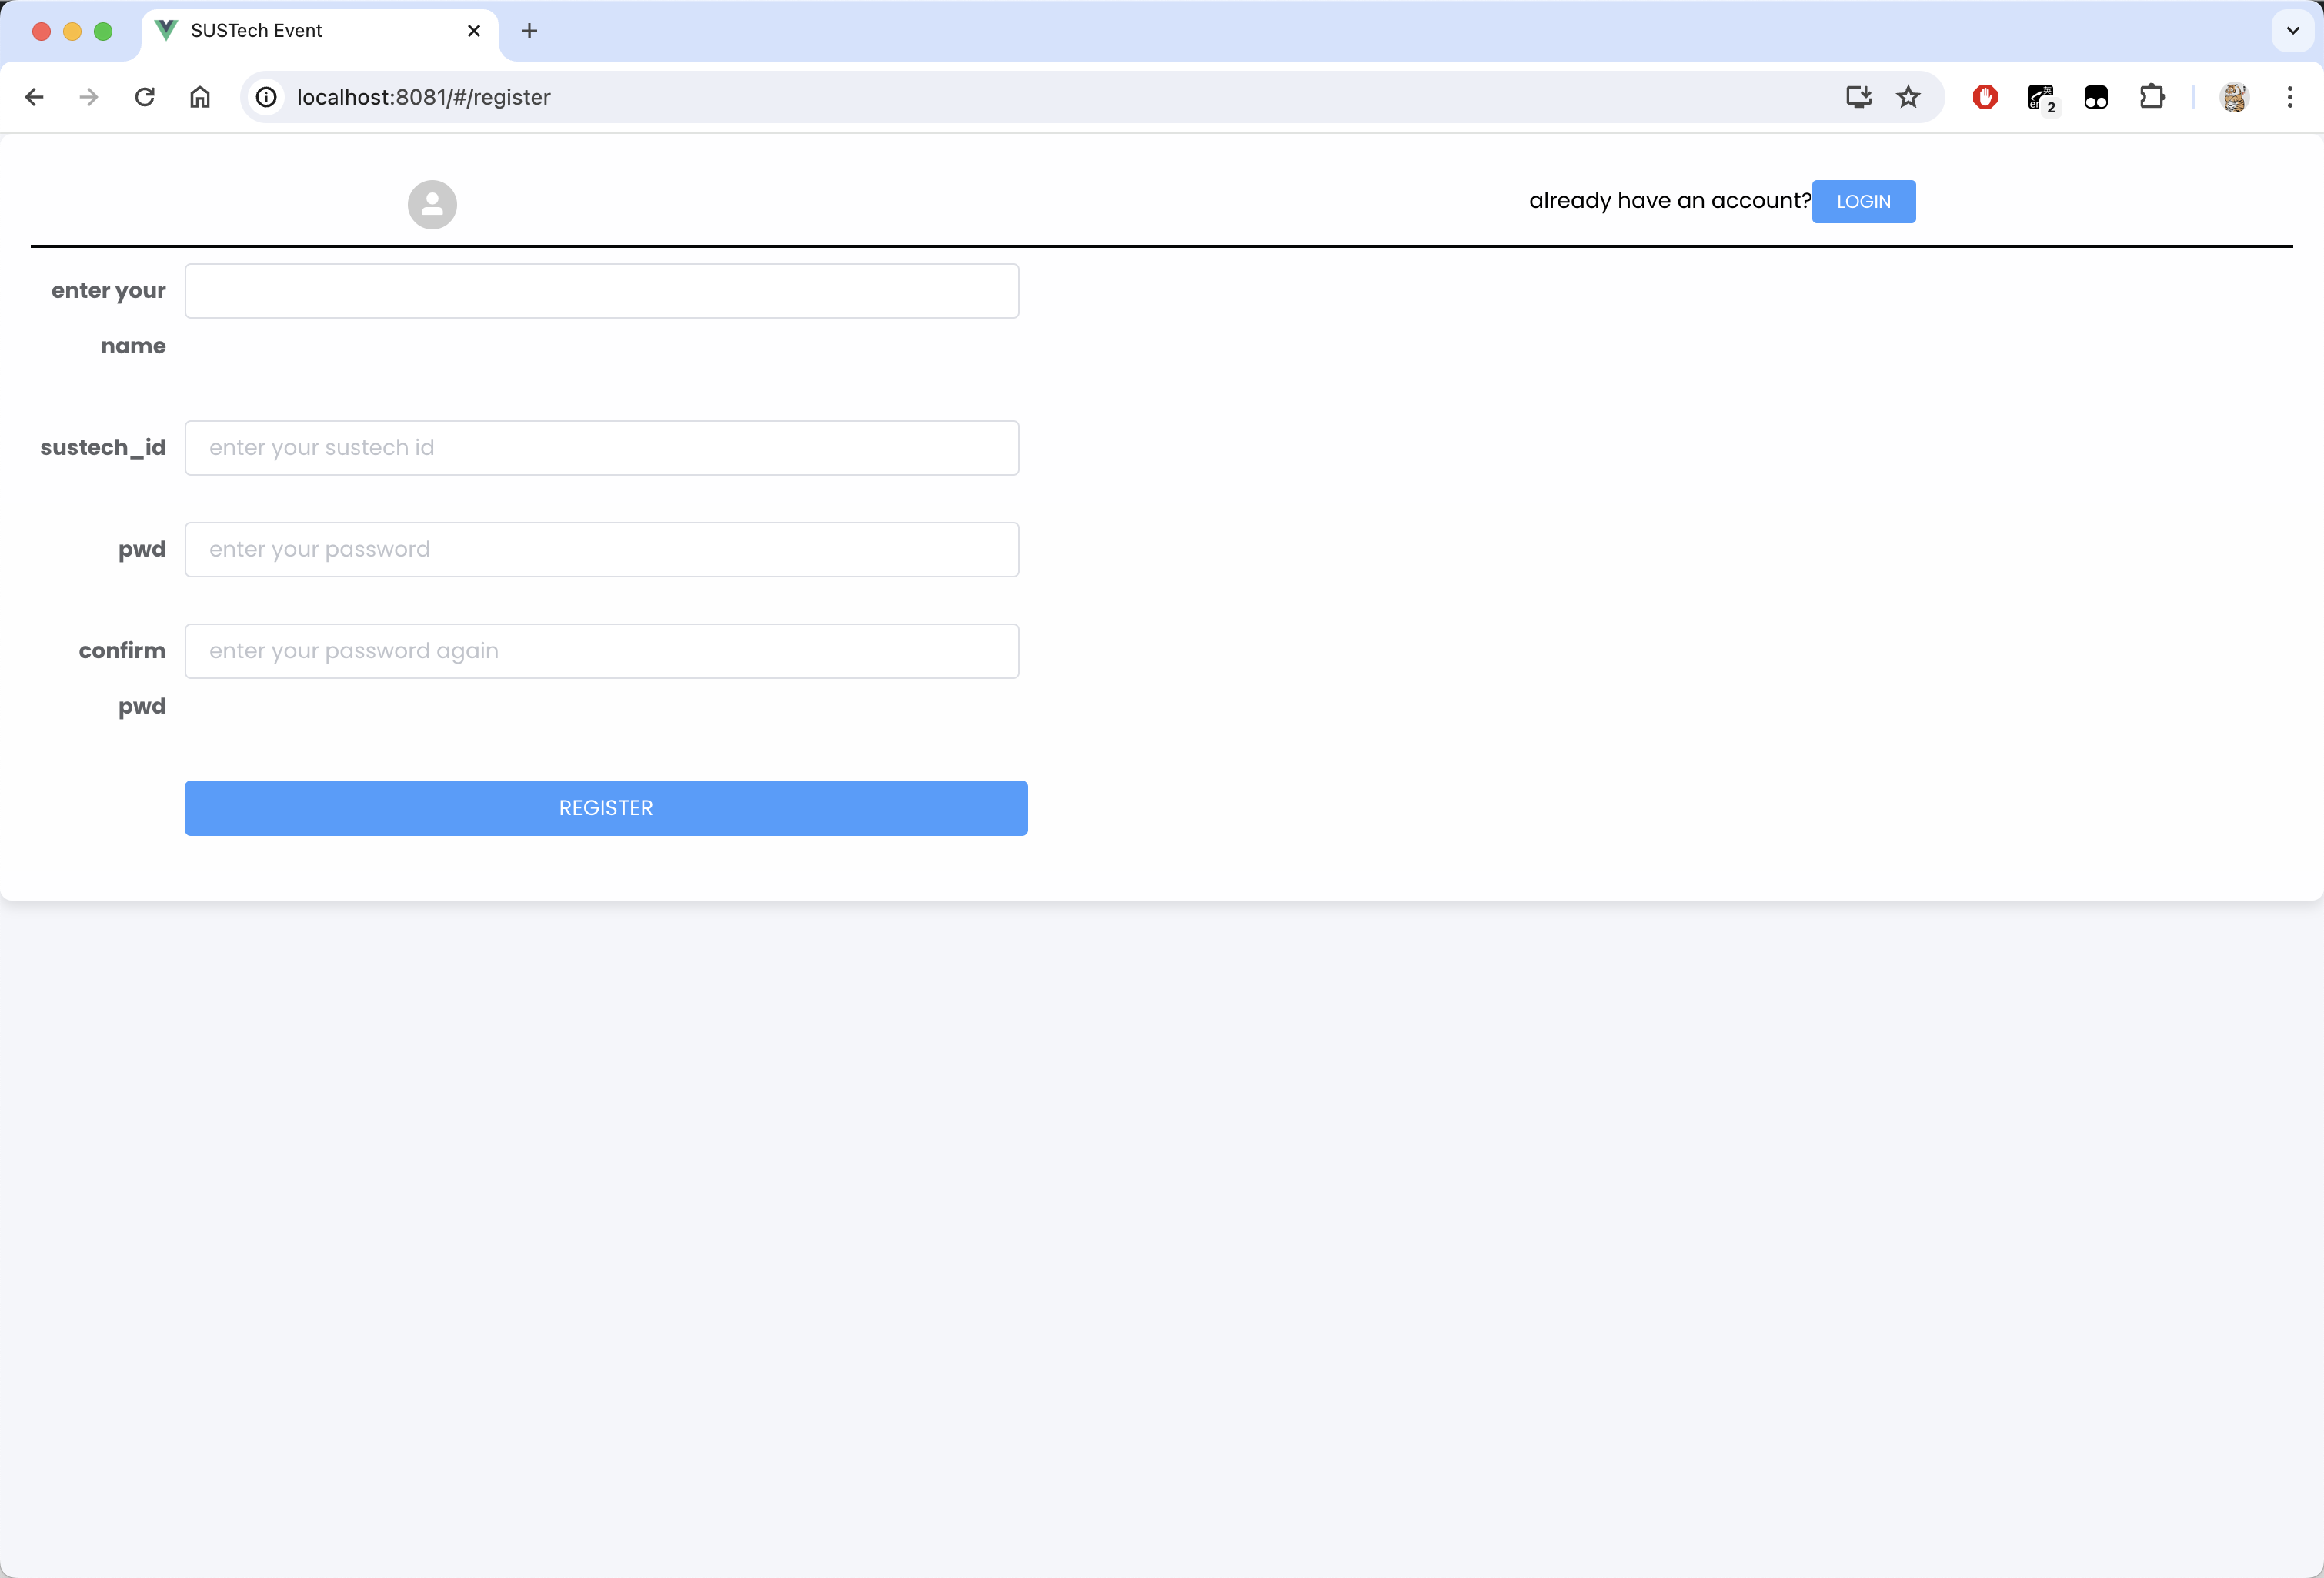 SUSTech Event
localhost:8081/#/register
2
already have an account? LOGIN
enter your
name
sustech_id enter your sustech id
pwd enter your password
confirm enter your password again
pwd
REGISTER